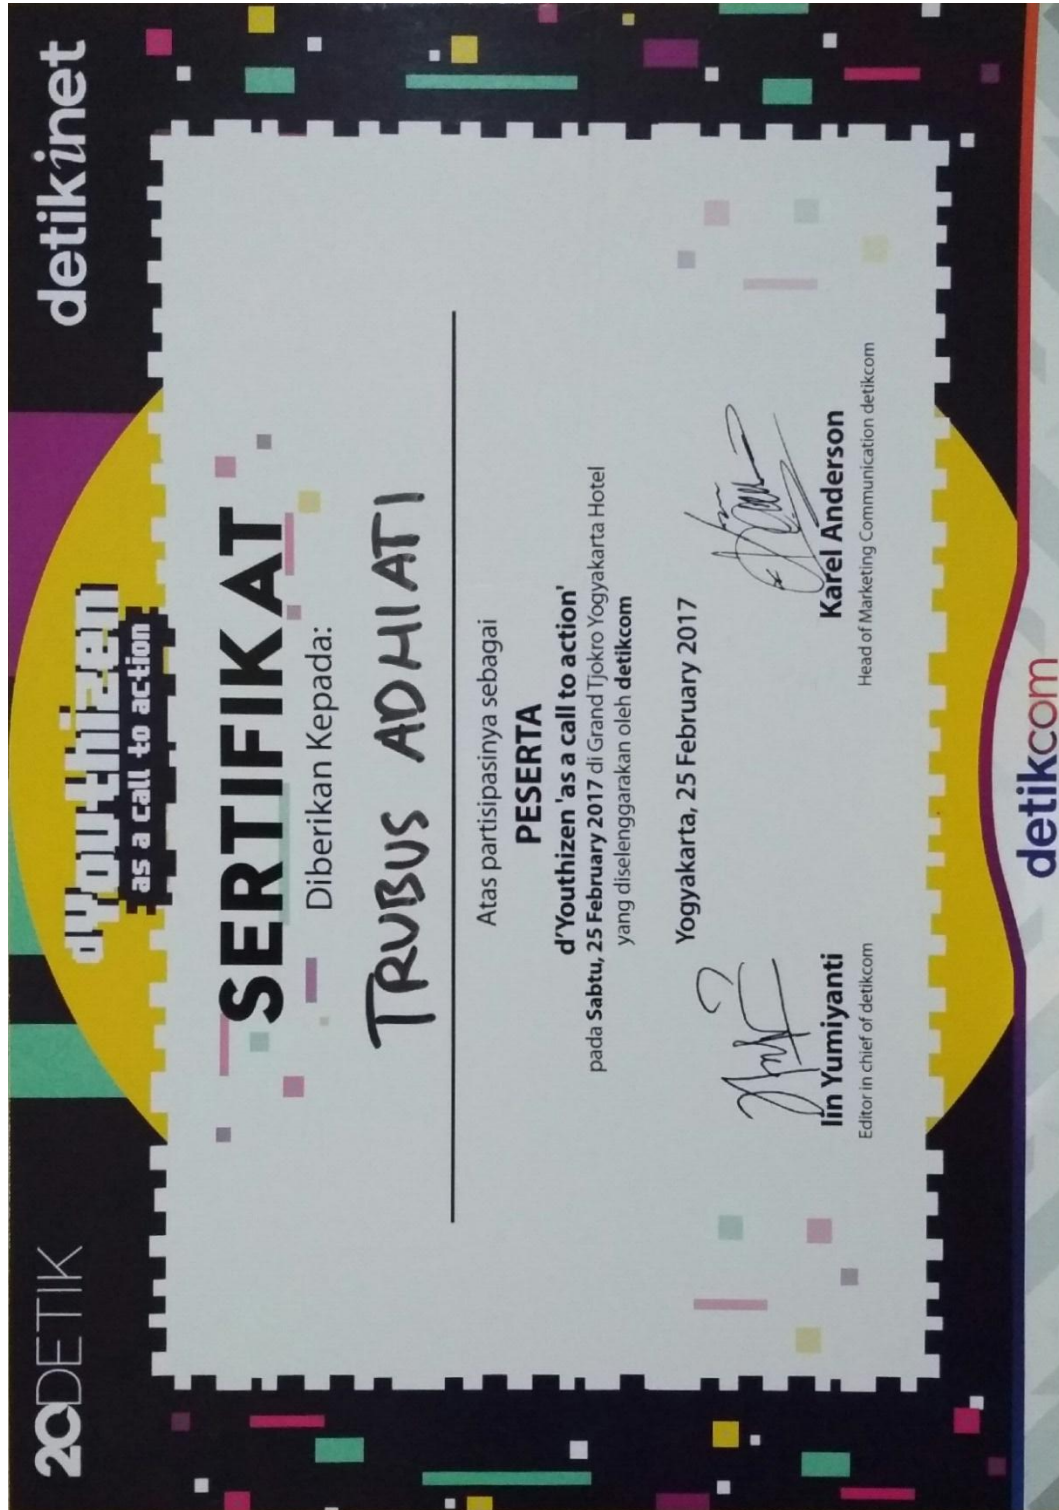 20DETIK
d'youthizen
as a call to action
detikinet
SERTIFIKAT
Diberikan Kepada:
TRUBUS ADHIATI
Atas partisipasinya sebagai
PESERTA
d'Youthizen 'as a call to action'
pada Sabtu, 25 February 2017 di Grand Tjokro Yogyakarta Hotel
yang diselenggarakan oleh detikcom
Yogyakarta, 25 February 2017
Iin Yumiyanti
Editor in chief of detikcom
Karel Anderson
Head of Marketing Communication detikcom
detikcom